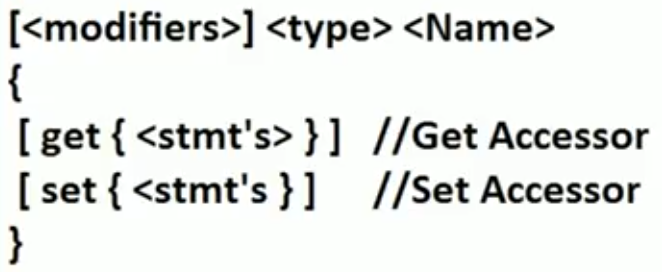 [<modifiers>] <type> <Name>
{
[ get { <stmt's> } ] //Get Accessor
[ set { <stmt's } ] //Set Accessor
}